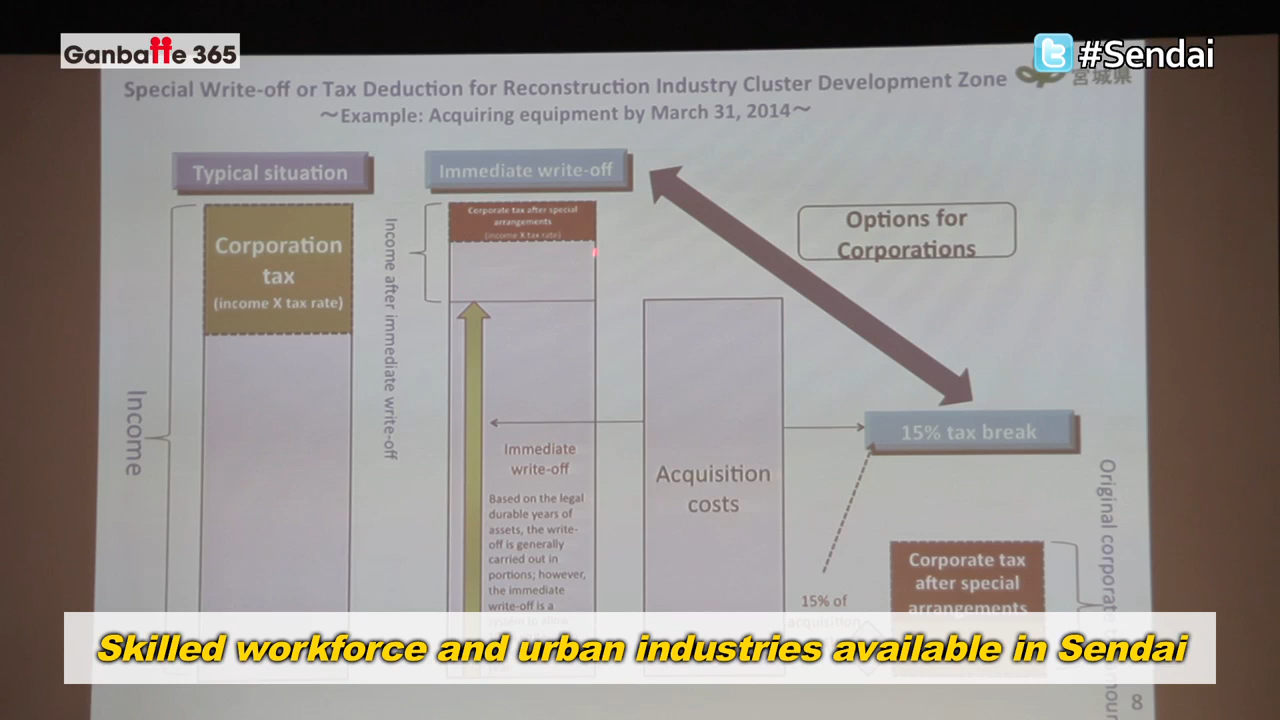 Ganbatte 365
#Sendai
宮城県
Special Write-off or Tax Deduction for Reconstruction Industry Cluster Development Zone
～Example: Acquiring equipment by March 31, 2014～
Typical situation
Immediate write-off
Corporation
tax
(income X tax rate)
Income
Income after immediate write-off
Corporate tax after special
arrangements
(income X tax rate)
Options for
Corporations
Immediate
write-off
Based on the legal
durable years of
assets, the write-
off is generally
carried out in
portions; however,
the immediate
write-off is a
Acquisition
costs
15% tax break
15% of
acquisition
Corporate tax
after special
arrangements
Original corporate
Skilled workforce and urban industries available in Sendai
8